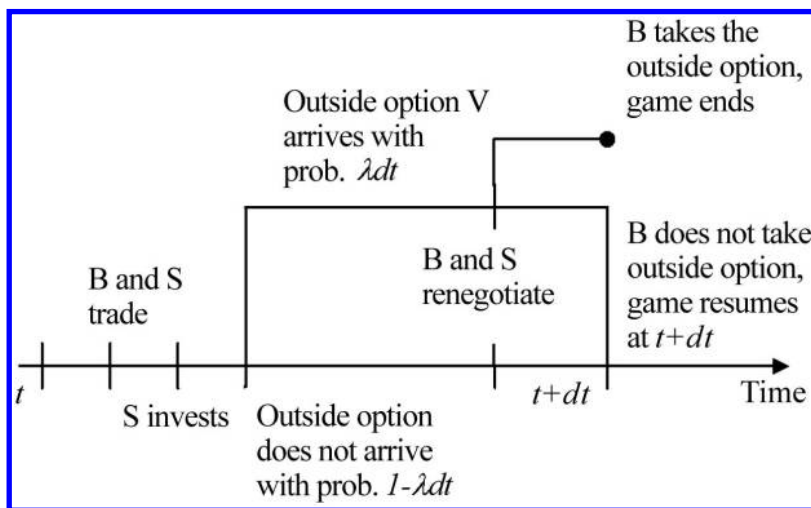 B takes the
outside option,
game ends
Outside option V
arrives with
prob. λdt
B and S
trade
B and S
renegotiate
B does not take
outside option,
game resumes
at t+dt
t
S invests
Outside option
does not arrive
with prob. 1-λdt
t+dt
Time